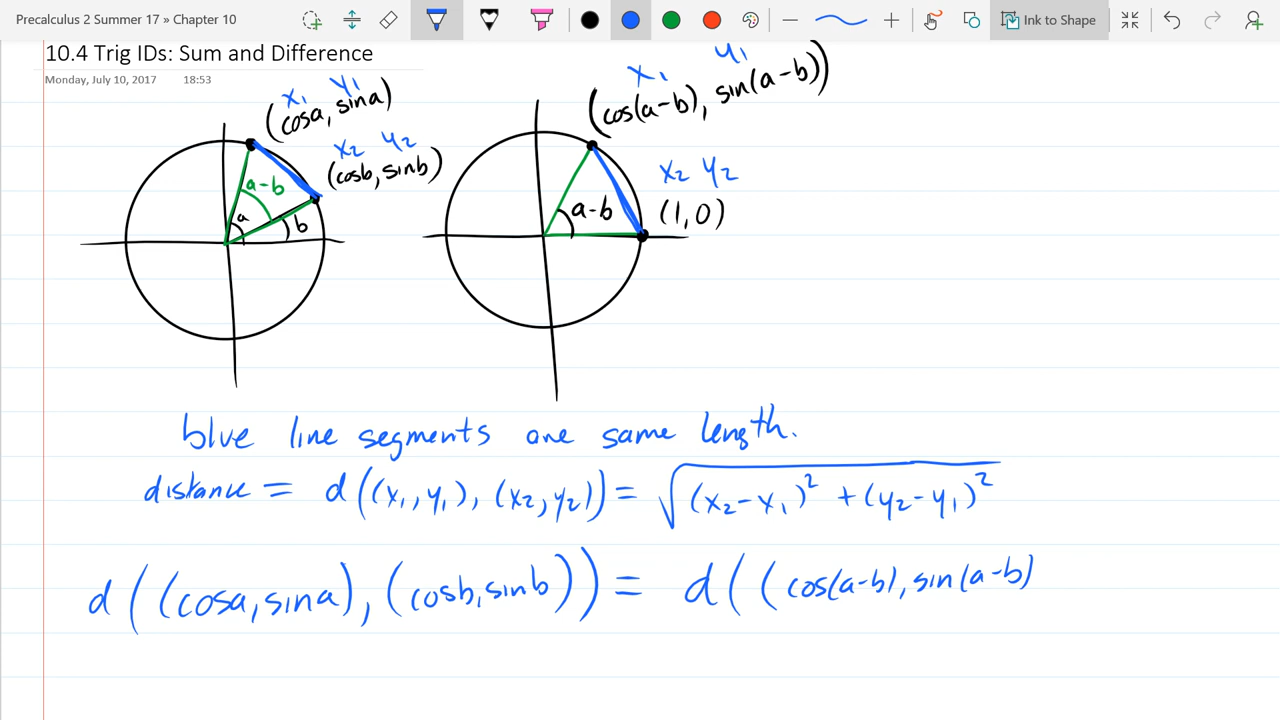 Precalculus 2 Summer 17 » Chapter 10
Ink to Shape
10.4 Trig IDs: Sum and Difference
Monday, July 10, 2017 18:53
x₁ y₁
(cosa, sina)
x₂ y₂
(cosb, sinb)
a-b
a
b
x₁ y₁
(cos(a-b), sin(a-b))
x₂ y₂
(1,0)
a-b
blue line segments are same length.
distance = d((x₁,y₁), (x₂,y₂)) = √((x₂-x₁)² + (y₂-y₁)²)
d((cosa, sina), (cosb, sinb)) = d((cos(a-b), sin(a-b)